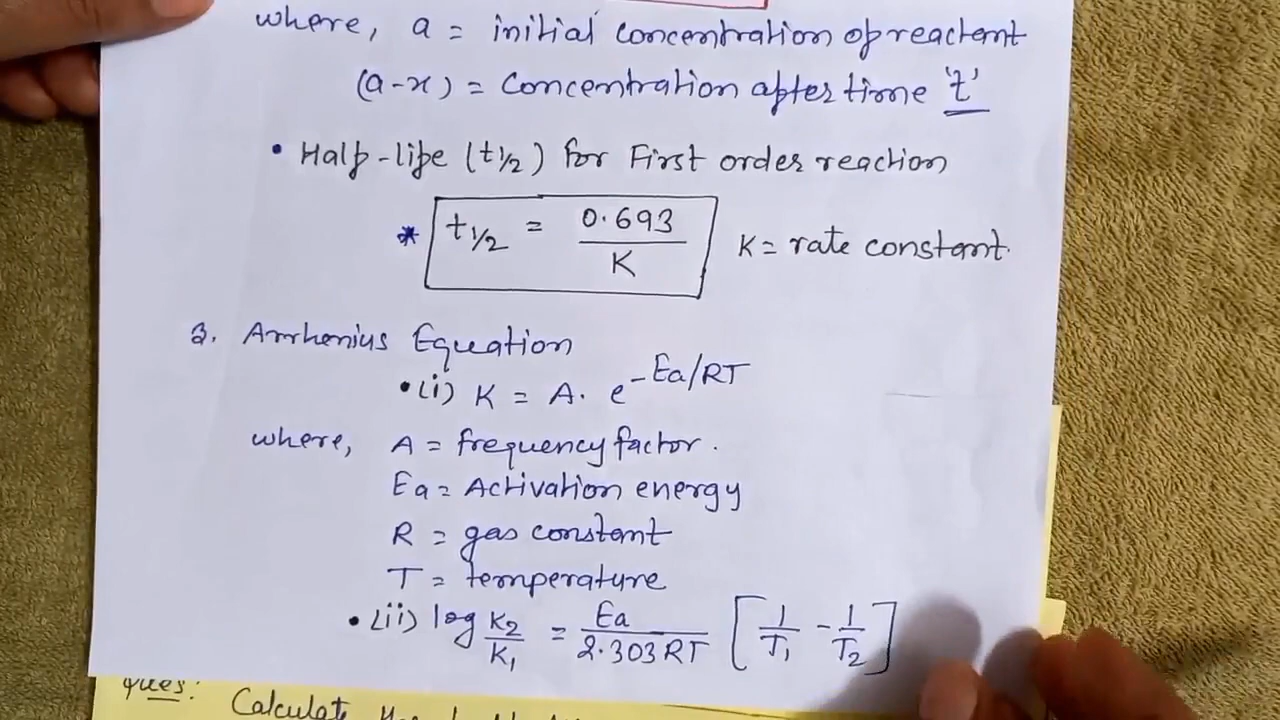 where, a = initial concentration of reactant
(a-x) = Concentration after time 't'
• Half-life (t1/2) for First order reaction
* t1/2 = 0.693/K K = rate constant.
3. Arrhenius Equation
• (i) K = A. e^-Ea/RT
where, A = frequency factor.
Ea = Activation energy
R = gas constant
T = temperature
• (ii) log K2/K1 = Ea/2.303RT [1/T1 - 1/T2]
Ques: Calculate